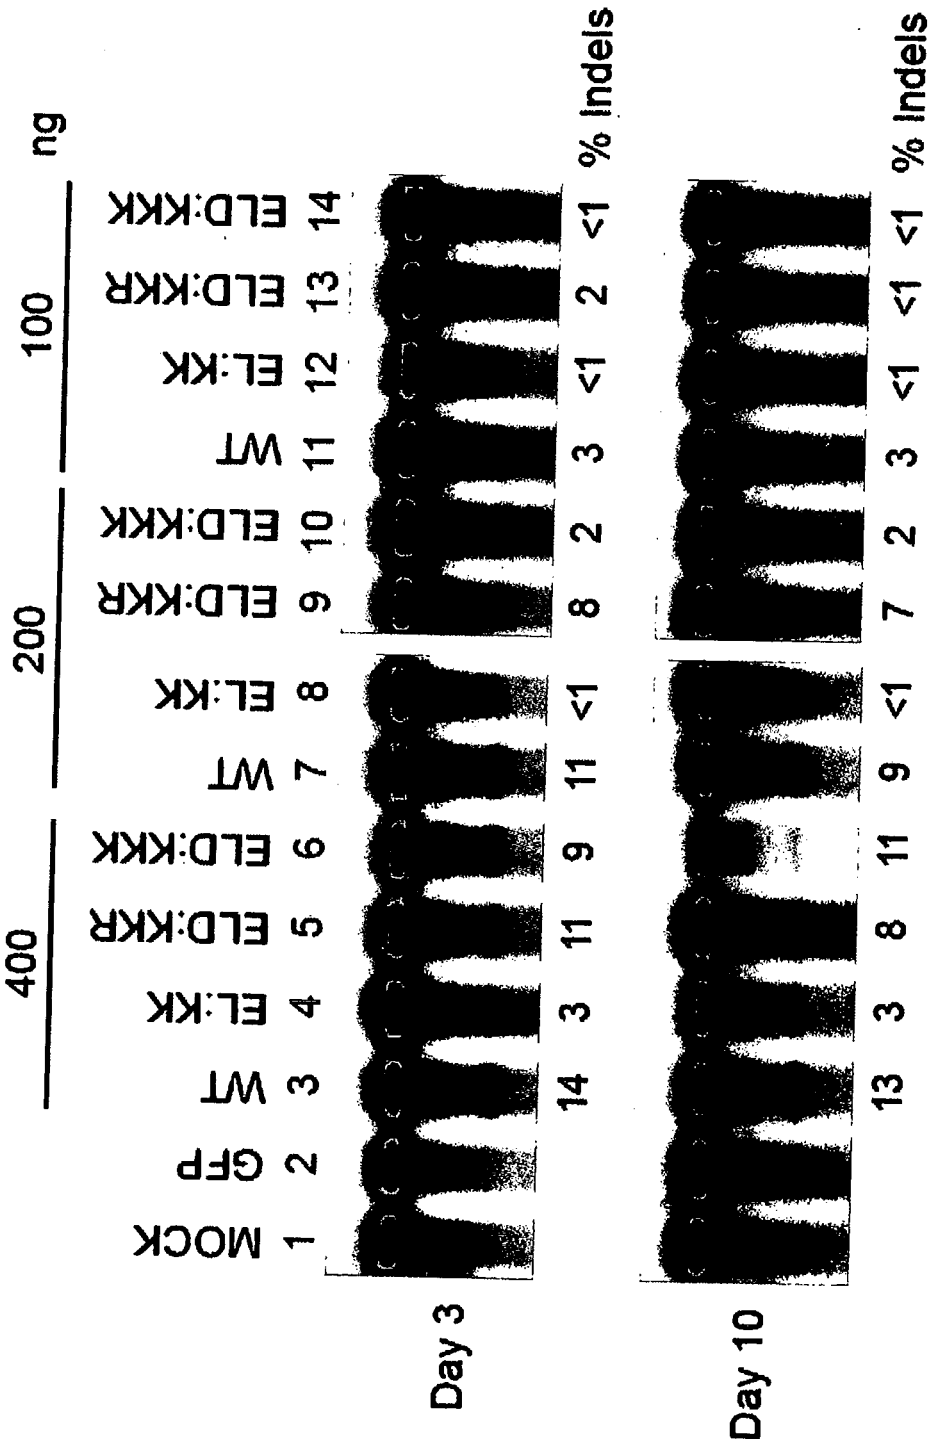 400 200 100 ng
MOCK GFP WT EL:KK ELD:KKR ELD:KKK WT EL:KK ELD:KKR ELD:KKK WT EL:KK ELD:KKR ELD:KKK
1 2 3 4 5 6 7 8 9 10 11 12 13 14
Day 3
14 3 11 9 11 <1 8 2 3 <1 2 <1 % Indels
Day 10
13 3 8 11 9 <1 7 2 3 <1 <1 <1 % Indels